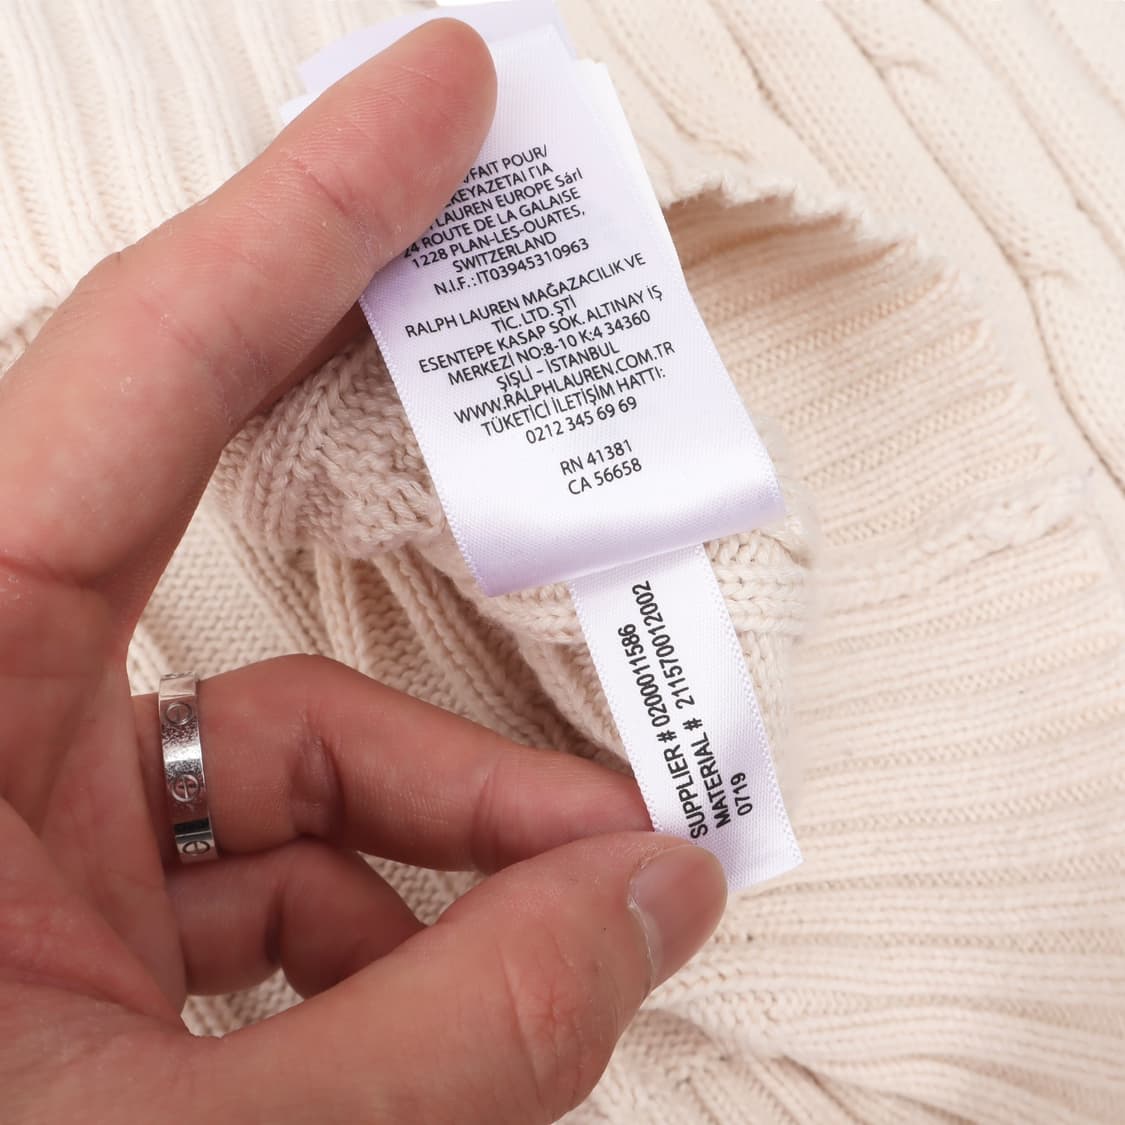 /FAIT POUR/
ΚΕΥΑΖΕΤΑΙ ΓΙΑ
LAUREN EUROPE Sárl
24 ROUTE DE LA GALAISE
1228 PLAN-LES-OUATES,
SWITZERLAND
N.I.F.:IT03945310963
RALPH LAUREN MAĞAZACILIK VE
TİC.LTD.ŞTİ
ESENTEPE KASAP SOK. ALTINAY İŞ
MERKEZİ NO:8-10 K:4 34360
ŞİŞLİ – İSTANBUL
WWW.RALPHLAUREN.COM.TR
TÜKETİCİ İLETİŞİM HATTI:
0212 345 69 69
RN 41381
CA 56658
SUPPLIER # 0200011586
MATERIAL # 211570012002
0719